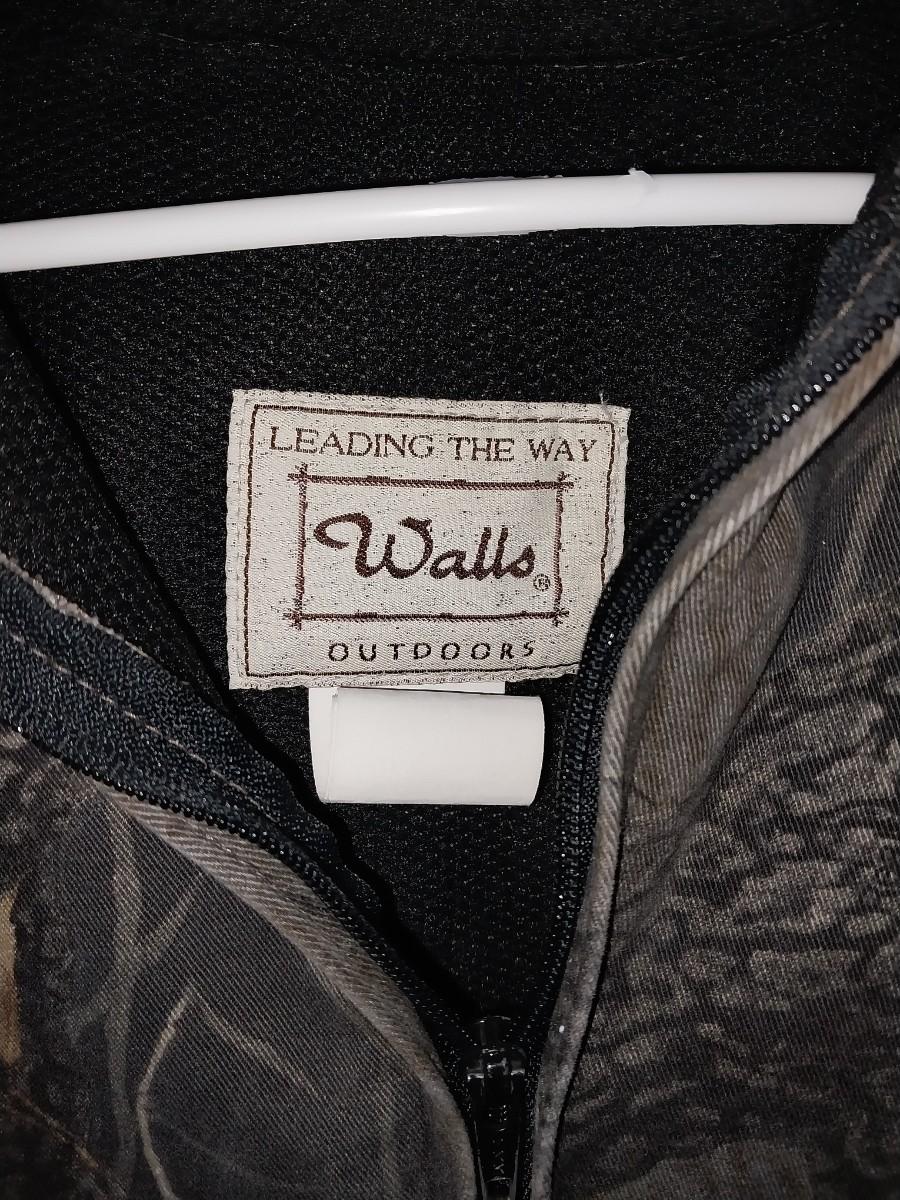 LEADING THE WAY
Walls®
OUTDOORS